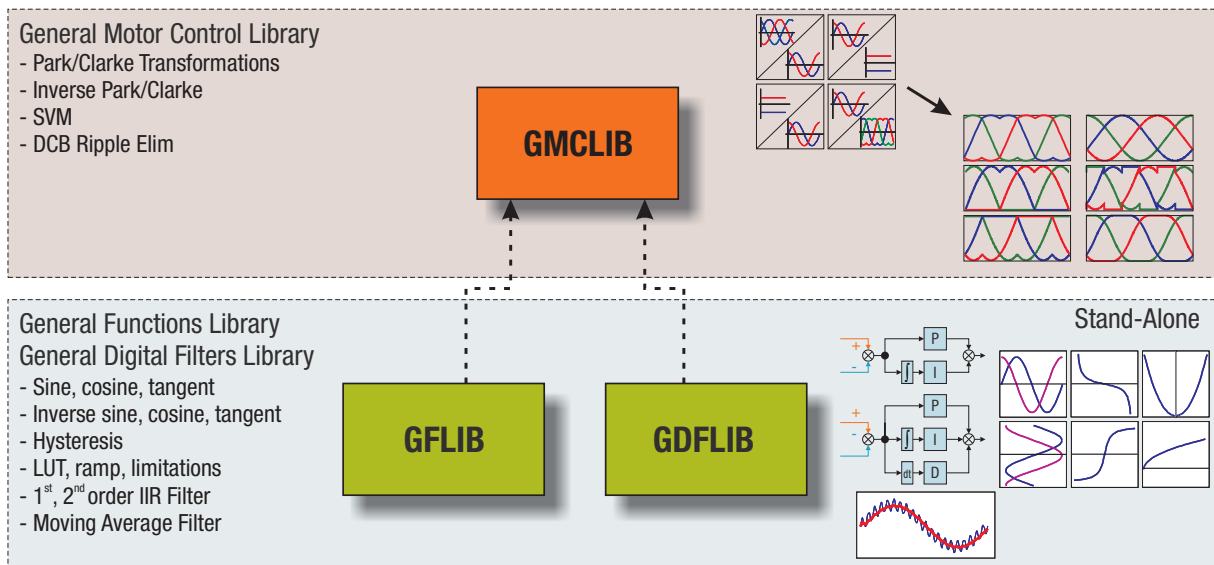 General Motor Control Library
- Park/Clarke Transformations
- Inverse Park/Clarke
- SVM
- DCB Ripple Elim
GMCLIB
General Functions Library
General Digital Filters Library
- Sine, cosine, tangent
- Inverse sine, cosine, tangent
- Hysteresis
- LUT, ramp, limitations
- 1st, 2nd order IIR Filter
- Moving Average Filter
GFLIB
GDFLIB
Stand-Alone
+
-
P
∫
I
+
-
P
∫
I
dt
D